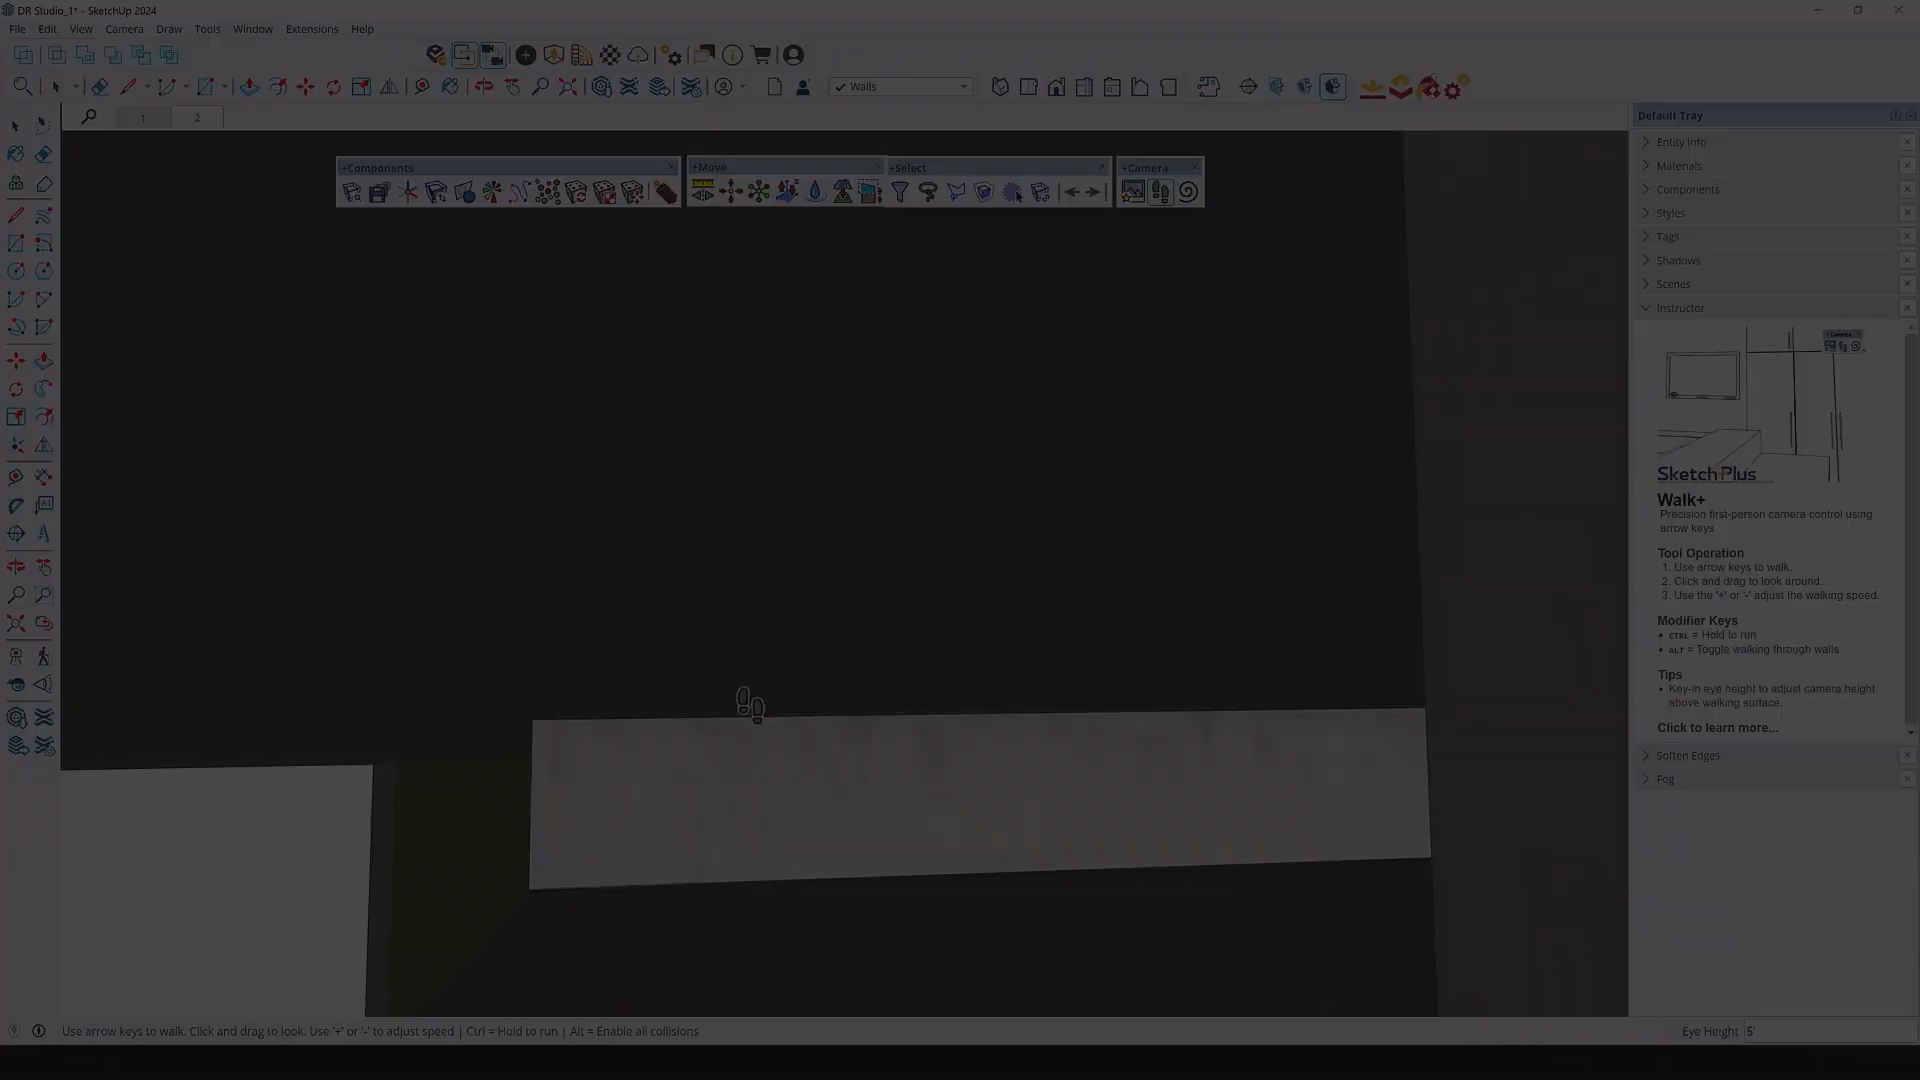 DR Studio_1* - SketchUp 2024
File Edit View Camera Draw Tools Window Extensions Help
Walls
1 2
Default Tray
+Components
+Move
+Select
+Camera
Entity Info
Materials
Components
Styles
Tags
Shadows
Scenes
Instructor
+Camera
SketchPlus
Walk+
Precision first-person camera control using
arrow keys
Tool Operation
1. Use arrow keys to walk.
2. Click and drag to look around.
3. Use the '+' or '-' adjust the walking speed.
Modifier Keys
• CTRL = Hold to run
• ALT = Toggle walking through walls
Tips
• Key-in eye height to adjust camera height
above walking surface.
Click to learn more...
Soften Edges
Fog
Use arrow keys to walk. Click and drag to look. Use '+' or '-' to adjust speed | Ctrl = Hold to run | Alt = Enable all collisions
Eye Height 5'